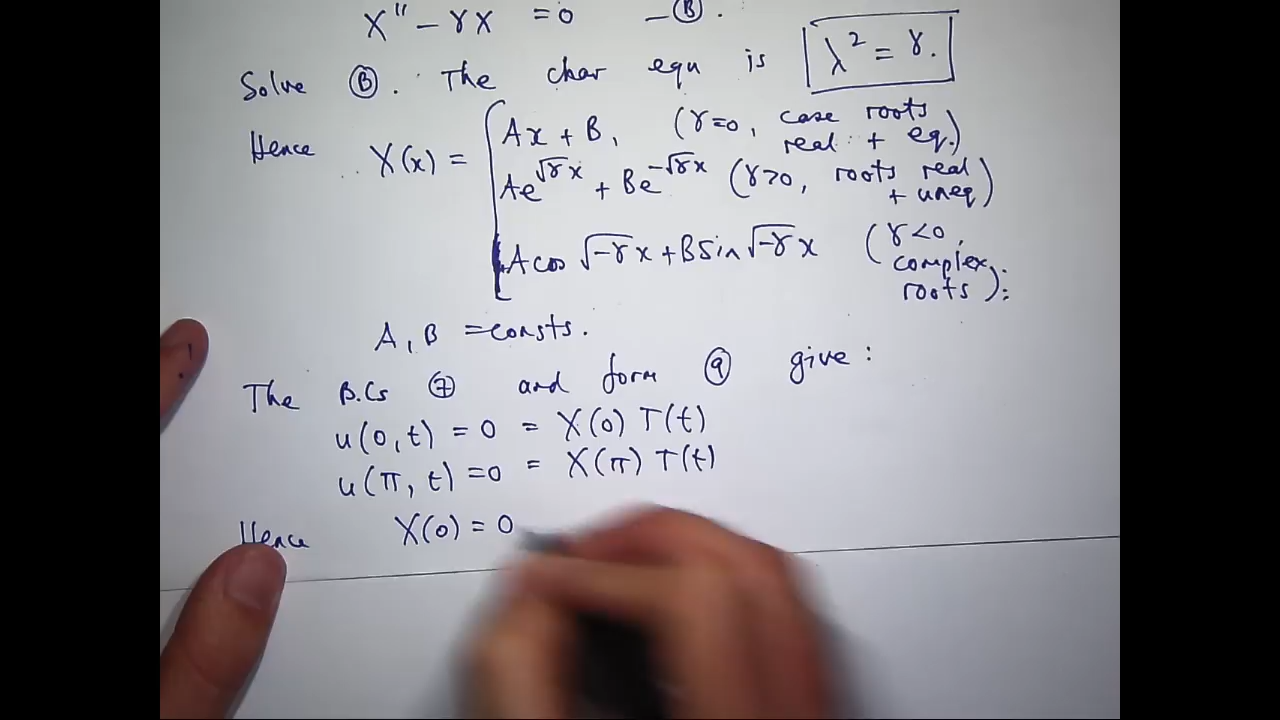 X'' - γX = 0 - Ⓑ.
Solve Ⓑ. The char equ is λ² = γ.
Hence X(x) = { Ax + B, (γ=0, case roots real + eq.)
Ae^{√γx} + Be^{-√γx} (γ>0, roots real + uneq)
A cos √-γ x + B sin √-γ x (γ<0, complex roots):
A, B = consts.
The B.Cs ⑦ and form ⑨ give:
u(0,t) = 0 = X(0) T(t)
u(π, t) = 0 = X(π) T(t)
Hence X(0) = 0